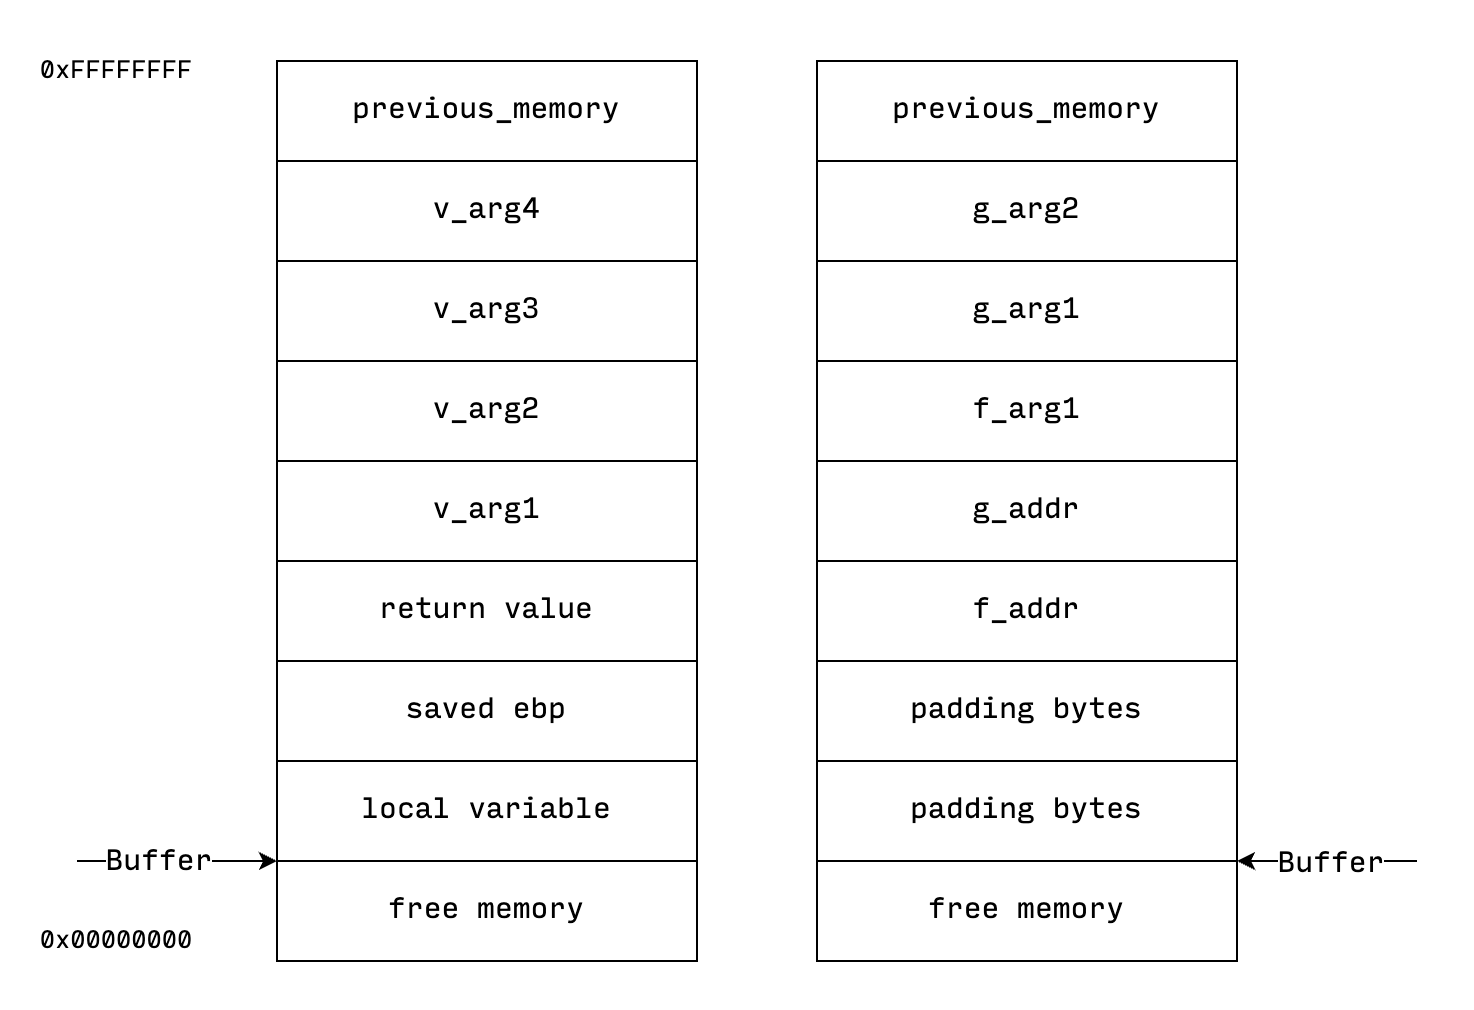 0xFFFFFFFF
previous_memory
v_arg4
v_arg3
v_arg2
v_arg1
return value
saved ebp
local variable
Buffer
free memory
0x00000000
previous_memory
g_arg2
g_arg1
f_arg1
g_addr
f_addr
padding bytes
padding bytes
Buffer
free memory